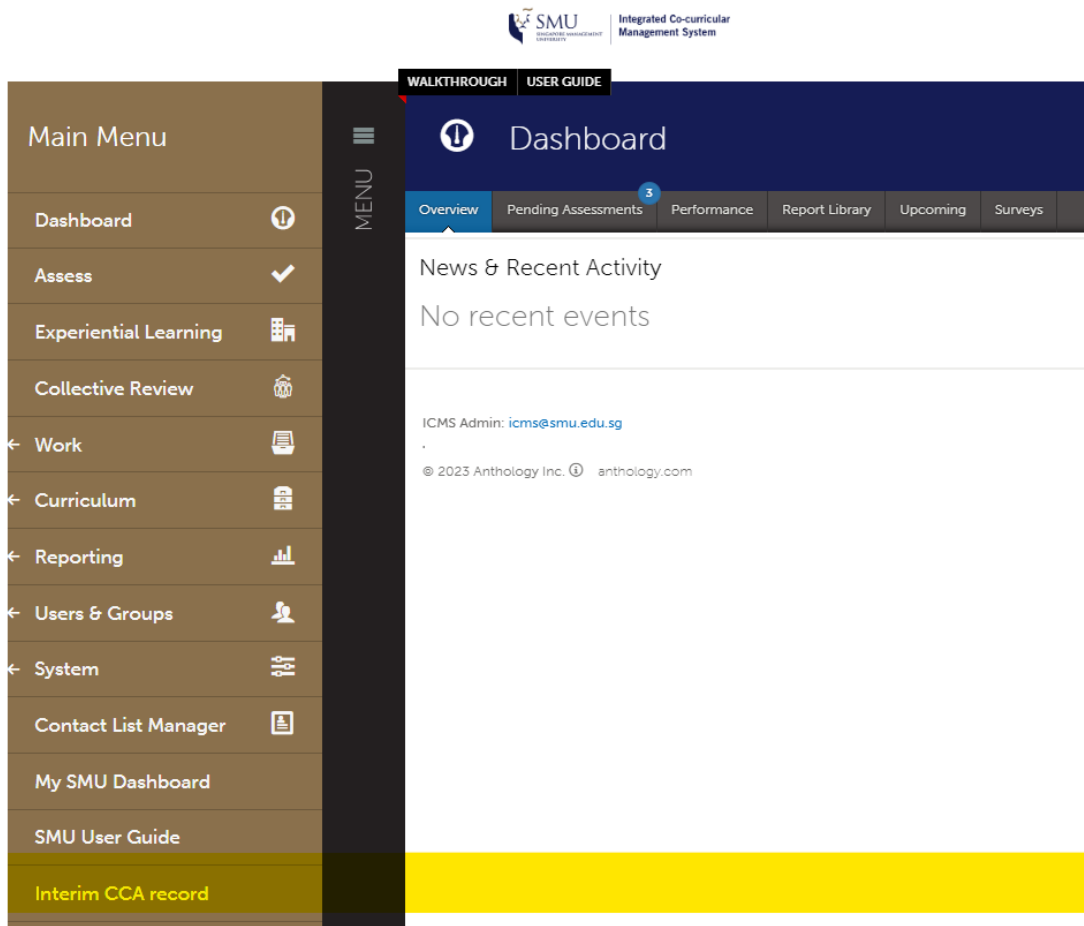 SMU
SINGAPORE MANAGEMENT
UNIVERSITY
Integrated Co-curricular
Management System
WALKTHROUGH USER GUIDE
Main Menu
MENU
Dashboard
Dashboard
Assess
Experiential Learning
Collective Review
Work
Curriculum
Reporting
Users & Groups
System
Contact List Manager
My SMU Dashboard
SMU User Guide
Interim CCA record
Overview Pending Assessments 3 Performance Report Library Upcoming Surveys
News & Recent Activity
No recent events
ICMS Admin: icms@smu.edu.sg
.
© 2023 Anthology Inc. anthology.com